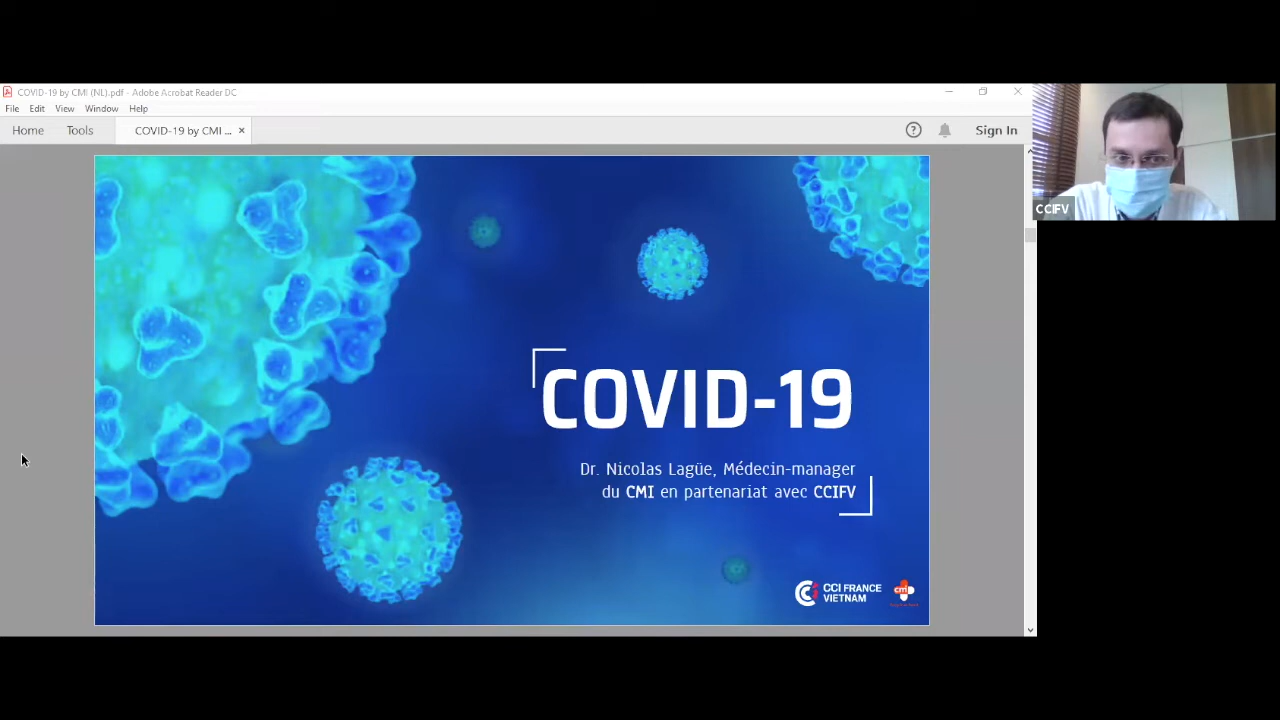 COVID-19 by CMI (NL).pdf - Adobe Acrobat Reader DC
File Edit View Window Help
Home Tools COVID-19 by CMI ... Sign In
CCIFV
COVID-19
Dr. Nicolas Lagüe, Médecin-manager
du CMI en partenariat avec CCIFV
CCI FRANCE
VIETNAM
cmi